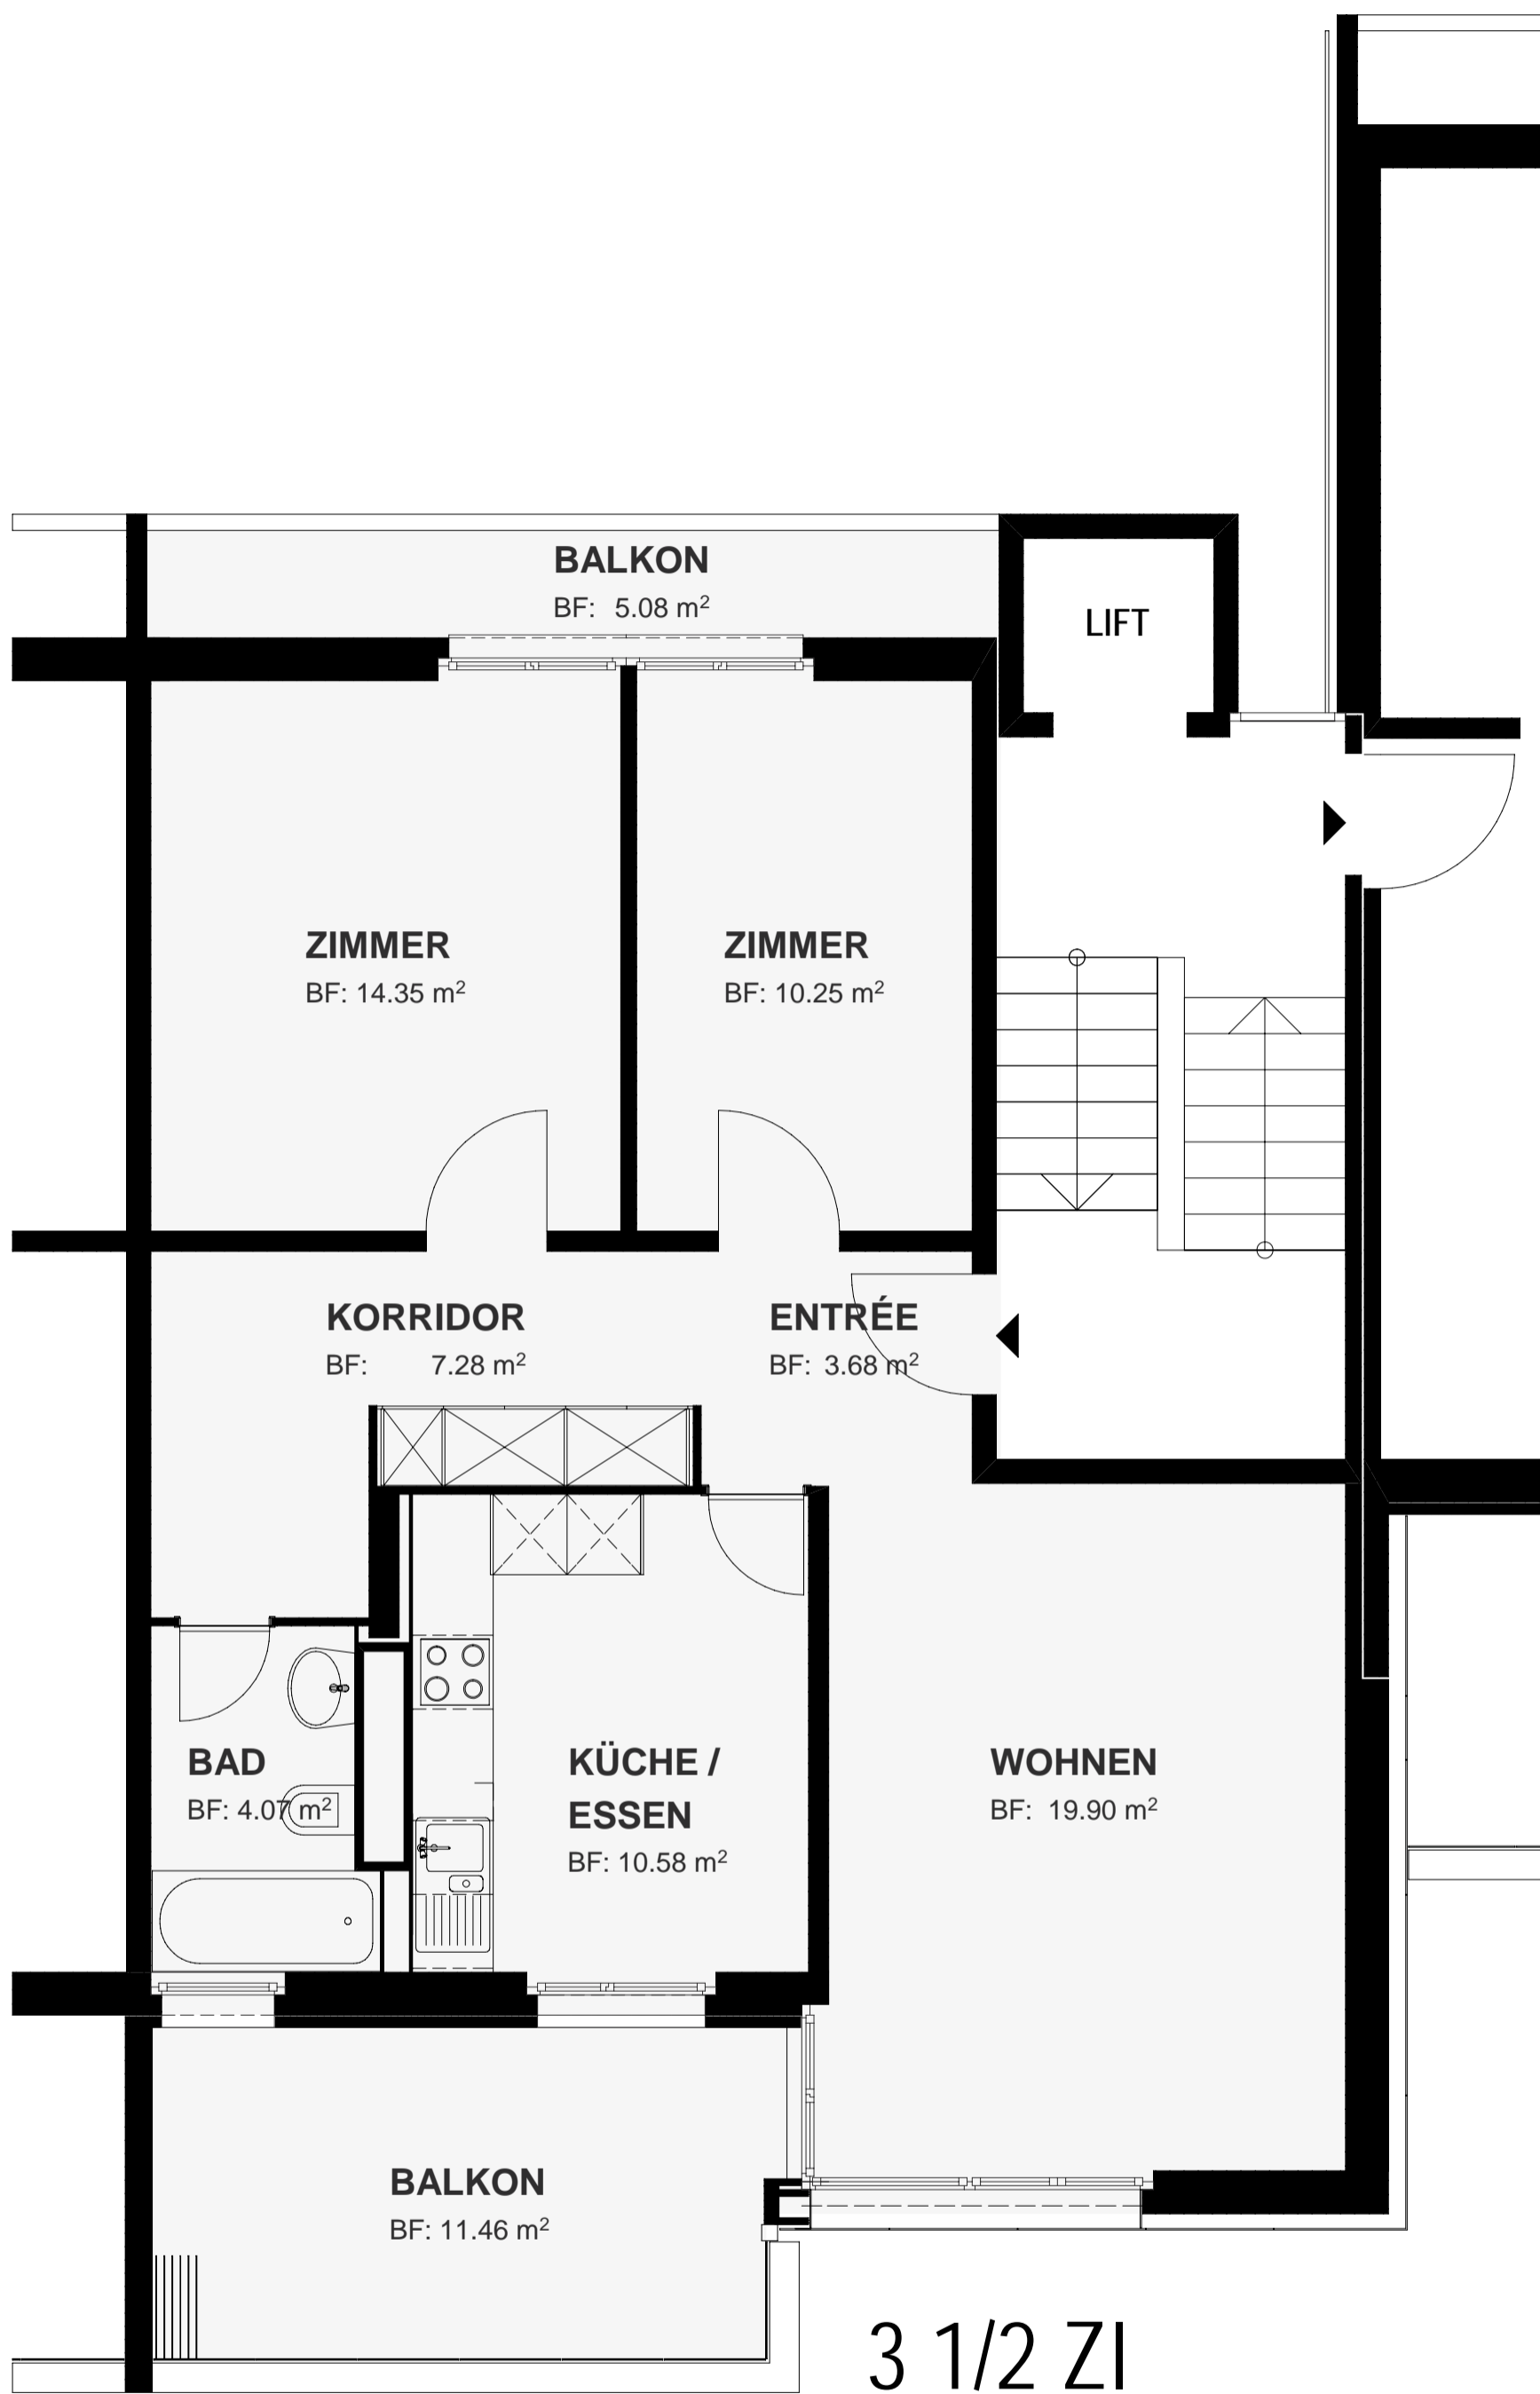 BALKON
BF: 5.08 m²
LIFT
ZIMMER
BF: 14.35 m²
ZIMMER
BF: 10.25 m²
KORRIDOR
BF: 7.28 m²
ENTRÉE
BF: 3.68 m²
BAD
BF: 4.07 m²
KÜCHE /
ESSEN
BF: 10.58 m²
WOHNEN
BF: 19.90 m²
BALKON
BF: 11.46 m²
3 1/2 ZI